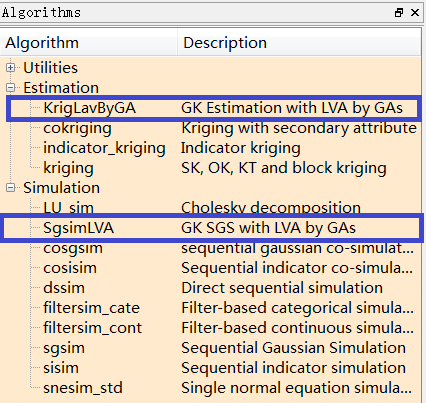 Algorithms
Algorithm Description
Utilities
Estimation
KrigLavByGA GK Estimation with LVA by GAs
cokriging Kriging with secondary attribute
indicator_kriging Indicator kriging
kriging SK, OK, KT and block kriging
Simulation
LU_sim Cholesky decomposition
SgsimLVA GK SGS with LVA by GAs
cosgsim sequential gaussian co-simulat...
cosisim Sequential indicator co-simula...
dssim Direct sequential simulation
filtersim_cate Filter-based categorical simula...
filtersim_cont Filter-based continuous simula...
sgsim Sequential Gaussian Simulation
sisim Sequential indicator simulation
snesim_std Single normal equation simula...